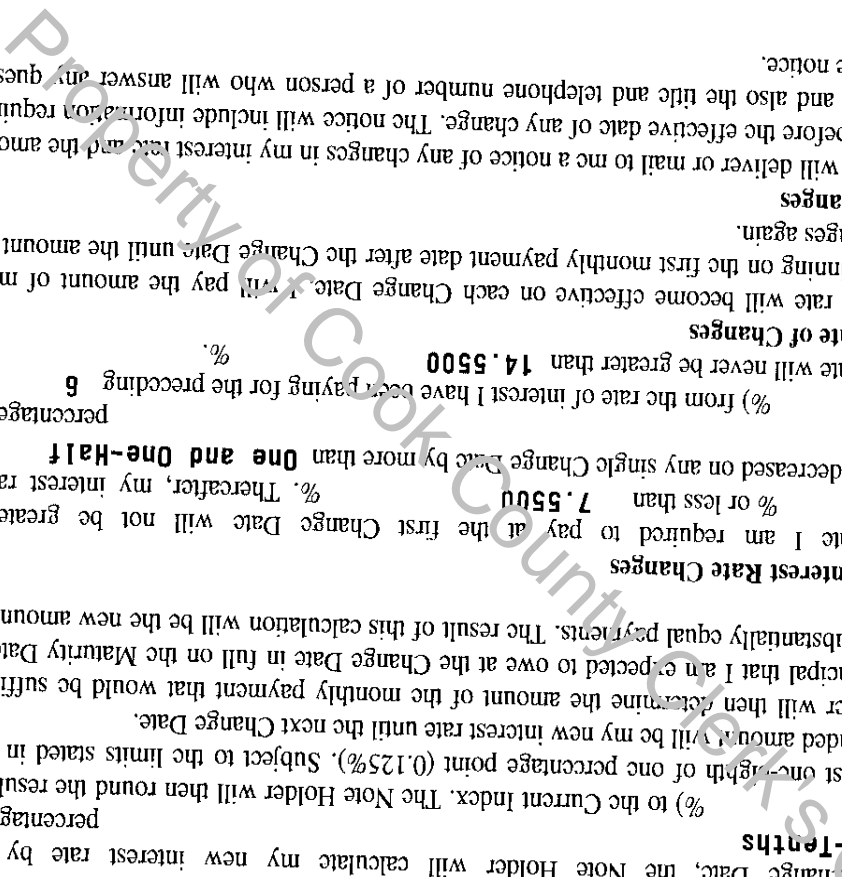 hange Date, the Note Holder will calculate my new interest rate by
-Tenths percentage
%) to the Current Index. The Note Holder will then round the resul
st one-eighth of one percentage point (0.125%). Subject to the limits stated in
nded amount will be my new interest rate until the next Change Date.
er will then determine the amount of the monthly payment that would be suffi
ncipal that I am expected to owe at the Change Date in full on the Maturity Date
ubstantially equal payments. The result of this calculation will be the new amoun
nterest Rate Changes
ate I am required to pay at the first Change Date will not be greate
% or less than 7.5500 %. Thereafter, my interest ra
decreased on any single Change Date by more than One and One-Half
percentage
%) from the rate of interest I have been paying for the preceding 6
ate will never be greater than 14.5500 %.
ate of Changes
rate will become effective on each Change Date. I will pay the amount of m
nning on the first monthly payment date after the Change Date until the amount
ges again.
anges
will deliver or mail to me a notice of any changes in my interest rate and the amo
before the effective date of any change. The notice will include information requir
and also the title and telephone number of a person who will answer any ques
e notice.
Property of Cook County Clerk's